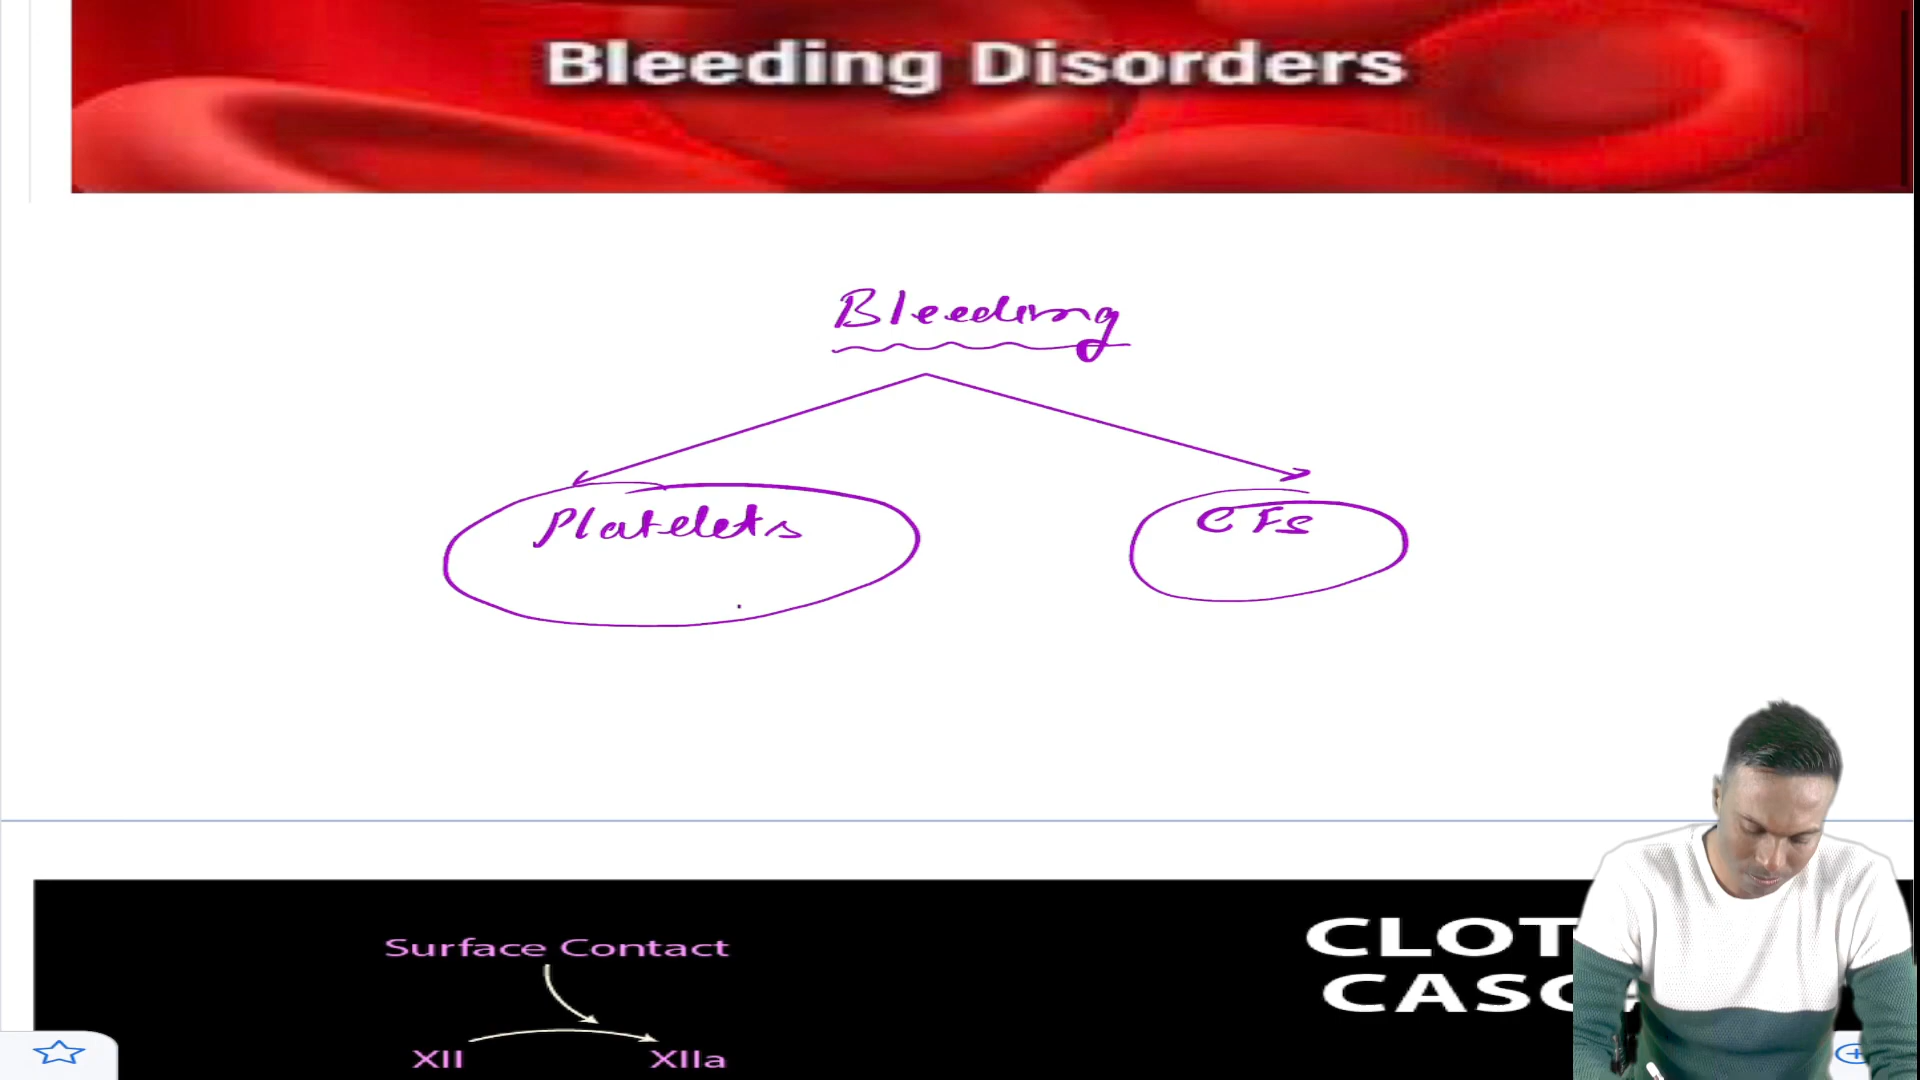 Bleeding Disorders
Bleeding
Platelets
CFs
Surface Contact
CLOT
CASC
XII
XIIa